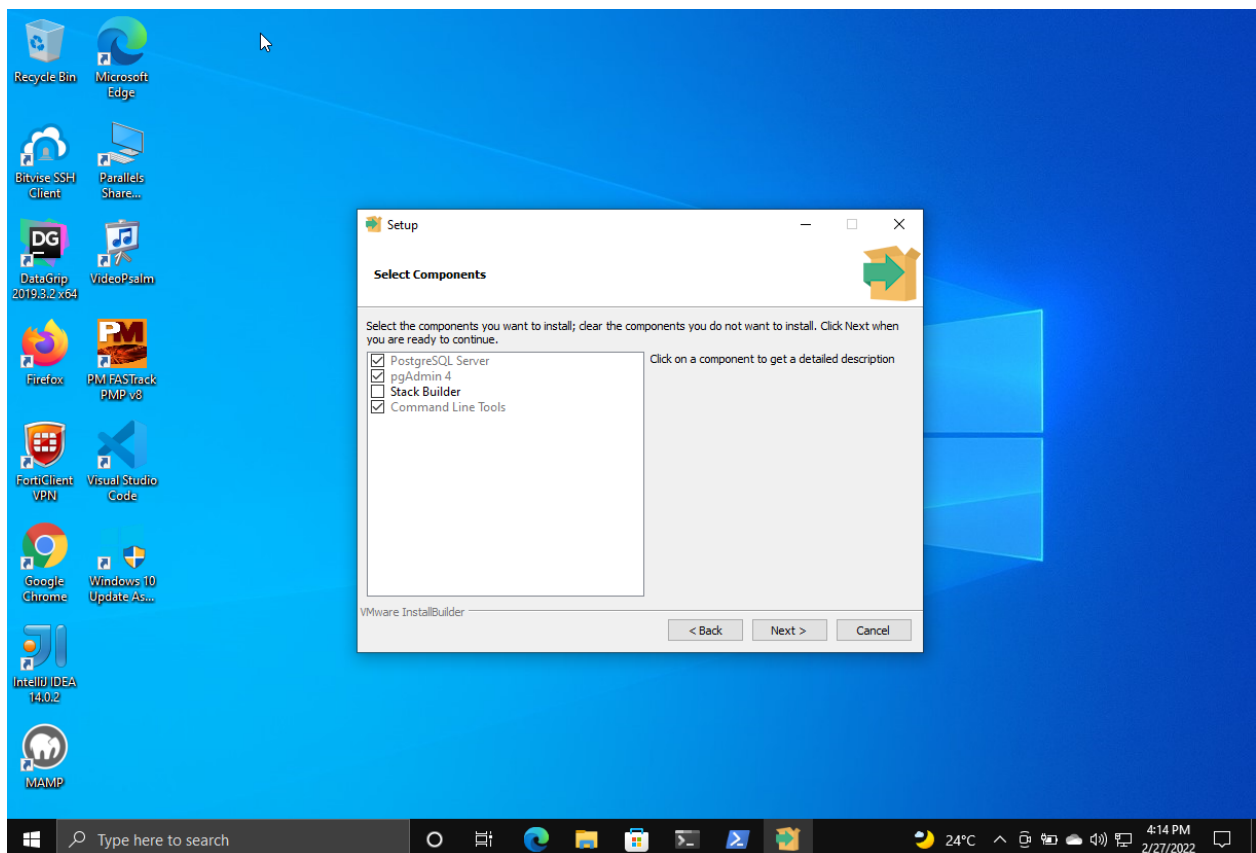 Recycle Bin
Microsoft
Edge
Bitvise SSH
Client
Parallels
Share...
DG
DataGrip
2019.3.2 x64
VideoPsalm
Firefox
PM
PM FASTrack
PMP v8
FortiClient
VPN
Visual Studio
Code
Google
Chrome
Windows 10
Update As...
IntelliJ IDEA
14.0.2
MAMP
Setup
Select Components
Select the components you want to install; clear the components you do not want to install. Click Next when
you are ready to continue.
PostgreSQL Server
pgAdmin 4
Stack Builder
Command Line Tools
Click on a component to get a detailed description
VMware InstallBuilder
< Back
Next >
Cancel
Type here to search
24°C
4:14 PM
2/27/2022